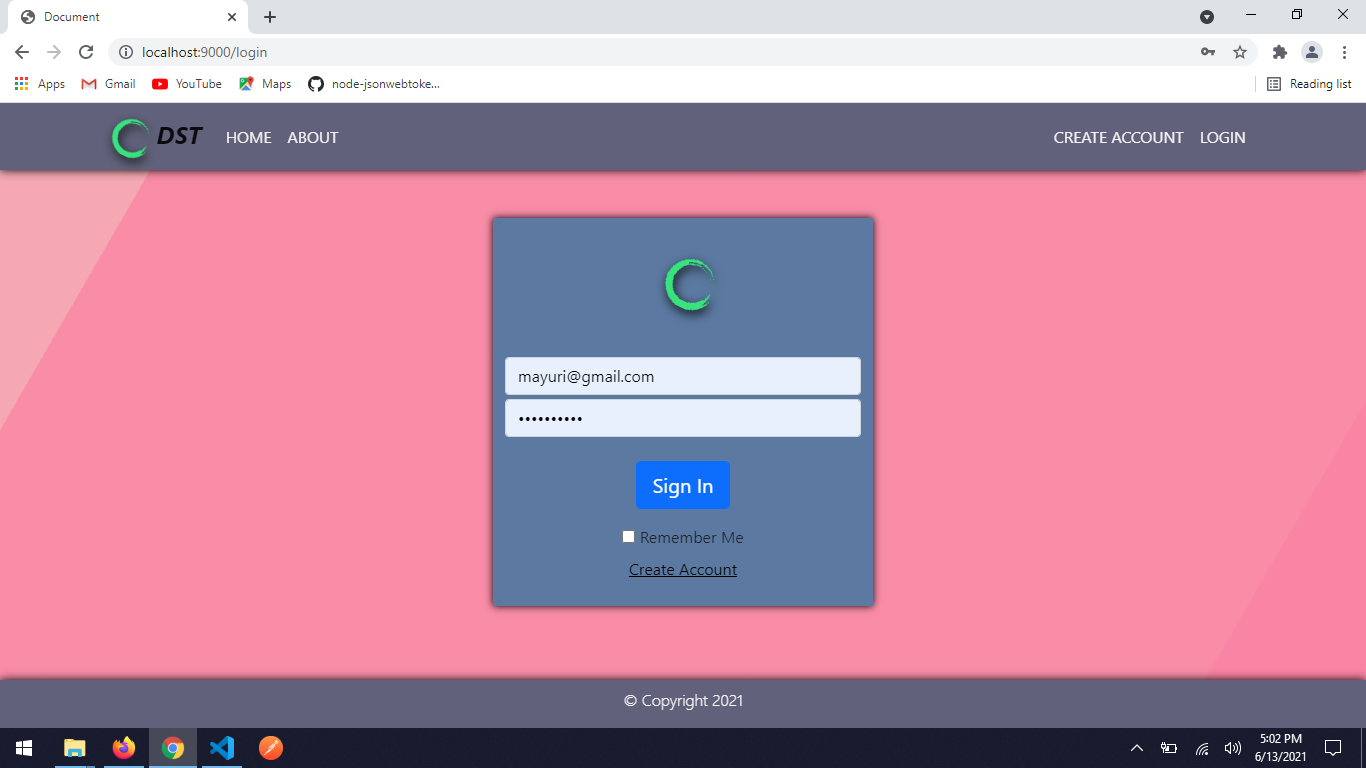 Document
localhost:9000/login
Apps Gmail YouTube Maps node-jsonwebtoke... Reading list
DST HOME ABOUT CREATE ACCOUNT LOGIN
mayuri@gmail.com
••••••••••
Sign In
Remember Me
Create Account
© Copyright 2021
5:02 PM
6/13/2021